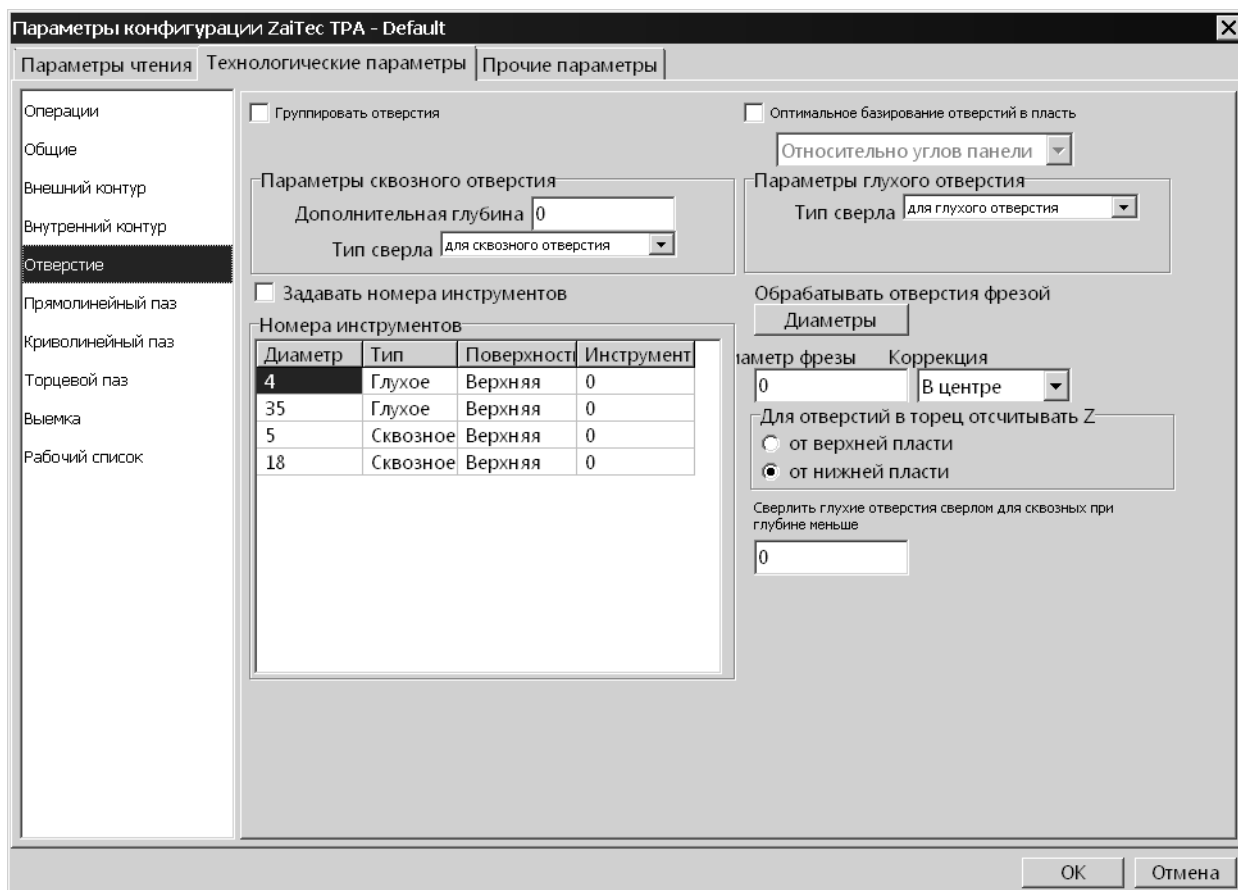 Параметры конфигурации ZaiTec TPA - Default
Параметры чтения Технологические параметры Прочие параметры
Операции
Общие
Внешний контур
Внутренний контур
Отверстие
Прямолинейный паз
Криволинейный паз
Торцевой паз
Выемка
Рабочий список
Группировать отверстия
Оптимальное базирование отверстий в пласть
Относительно углов панели
Параметры сквозного отверстия
Дополнительная глубина 0
Тип сверла для сквозного отверстия
Параметры глухого отверстия
Тип сверла для глухого отверстия
Задавать номера инструментов
Номера инструментов
Диаметр Тип Поверхності Инструмент
4 Глухое Верхняя 0
35 Глухое Верхняя 0
5 Сквозное Верхняя 0
18 Сквозное Верхняя 0
Обрабатывать отверстия фрезой
Диаметры
иаметр фрезы Коррекция
0 В центре
Для отверстий в торец отсчитывать Z
от верхней пласти
от нижней пласти
Сверлить глухие отверстия сверлом для сквозных при
глубине меньше
0
OK Отмена